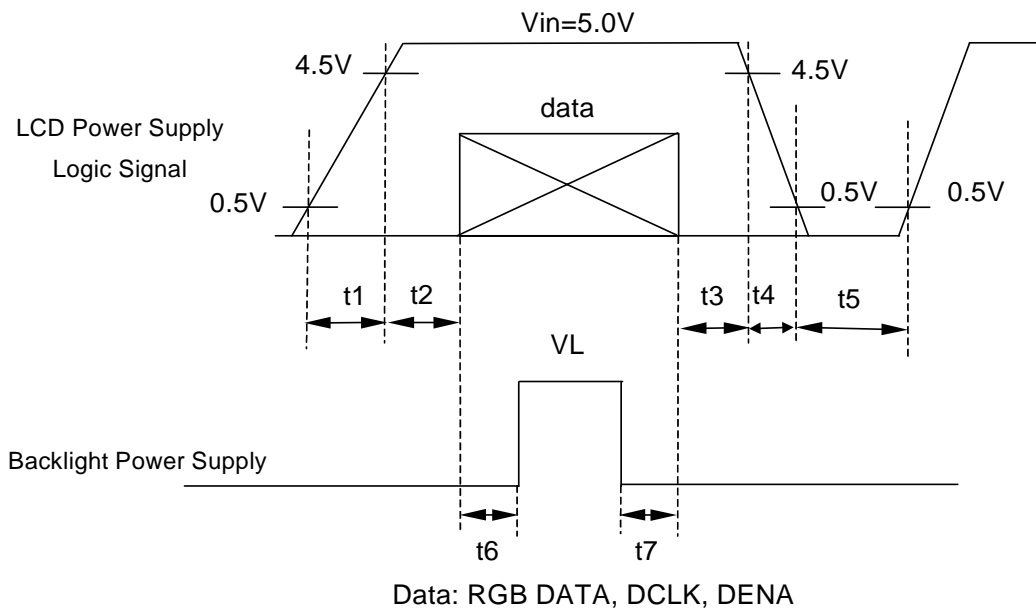 Vin=5.0V
4.5V
4.5V
data
LCD Power Supply
Logic Signal
0.5V
0.5V
0.5V
t1
t2
t3
t4
t5
VL
Backlight Power Supply
t6
t7
Data: RGB DATA, DCLK, DENA